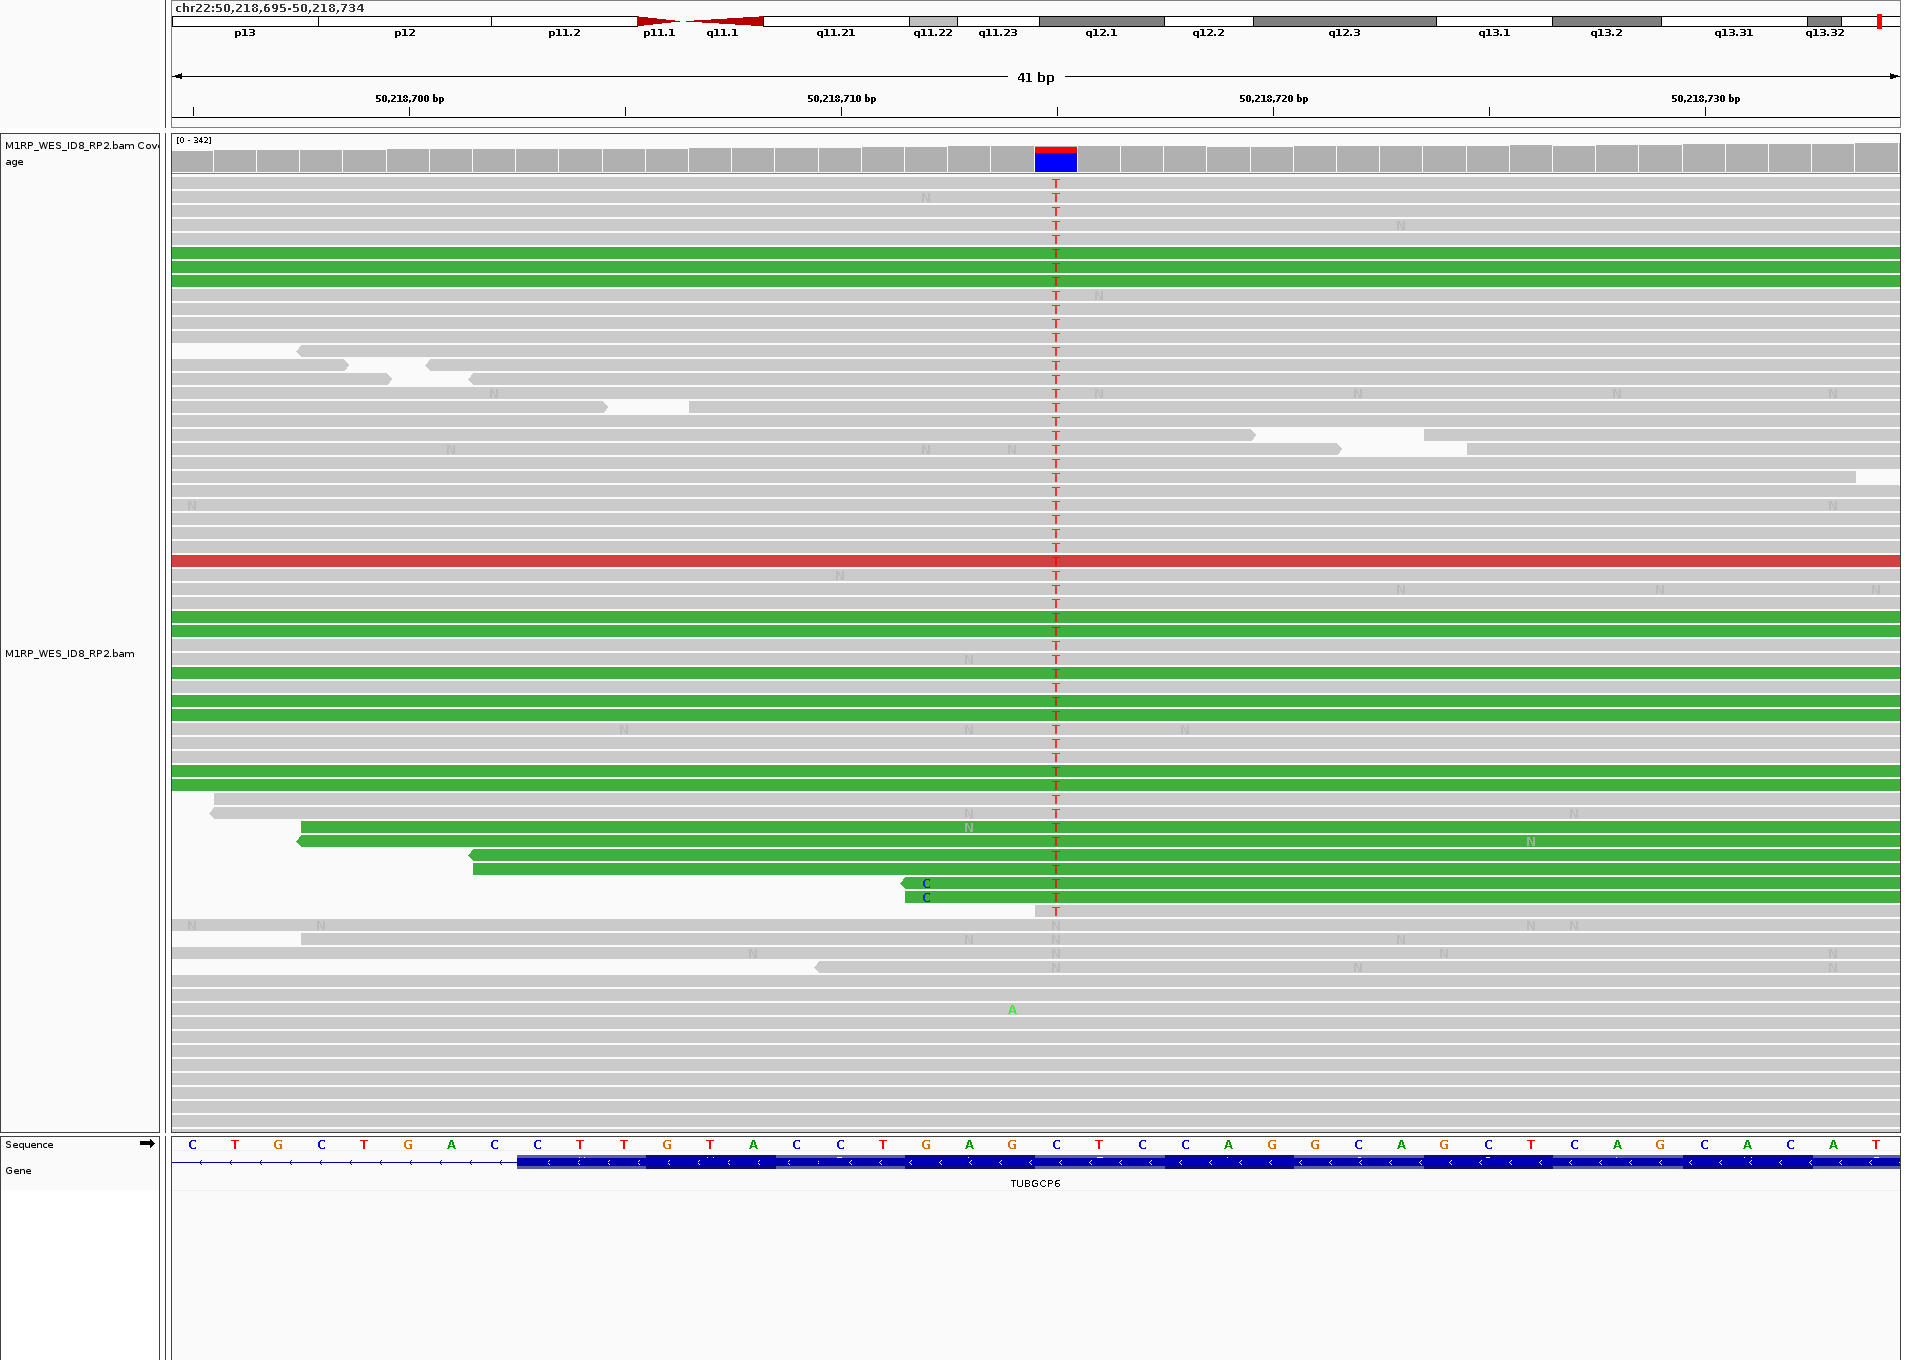 chr22:50,218,695-50,218,734
p13 p12 p11.2 p11.1 q11.1 q11.21 q11.22 q11.23 q12.1 q12.2 q12.3 q13.1 q13.2 q13.31 q13.32
41 bp
50,218,700 bp 50,218,710 bp 50,218,720 bp 50,218,730 bp
M1RP_WES_ID8_RP2.bam Cov
age
[0 - 342]
T
N T
T
T N
T
T
T
T
T N
T
T
T
T
T
T
N T N N N N
T
T
T
N N N T
T
T
T
N T N
T
T
T
T
N T
T N N N
T
T
T
T
M1RP_WES_ID8_RP2.bam
N T
T
T
T
T
N N T N
T
T
T
T
T
N T N
N T
T N
T
T
C T
C T
T
N N N N N
N N N
N N N N
N N N
A
Sequence
C T G C T G A C C T T G T A C C T G A G C T C C A G G C A G C T C A G C A C A T
Gene
TUBGCP6